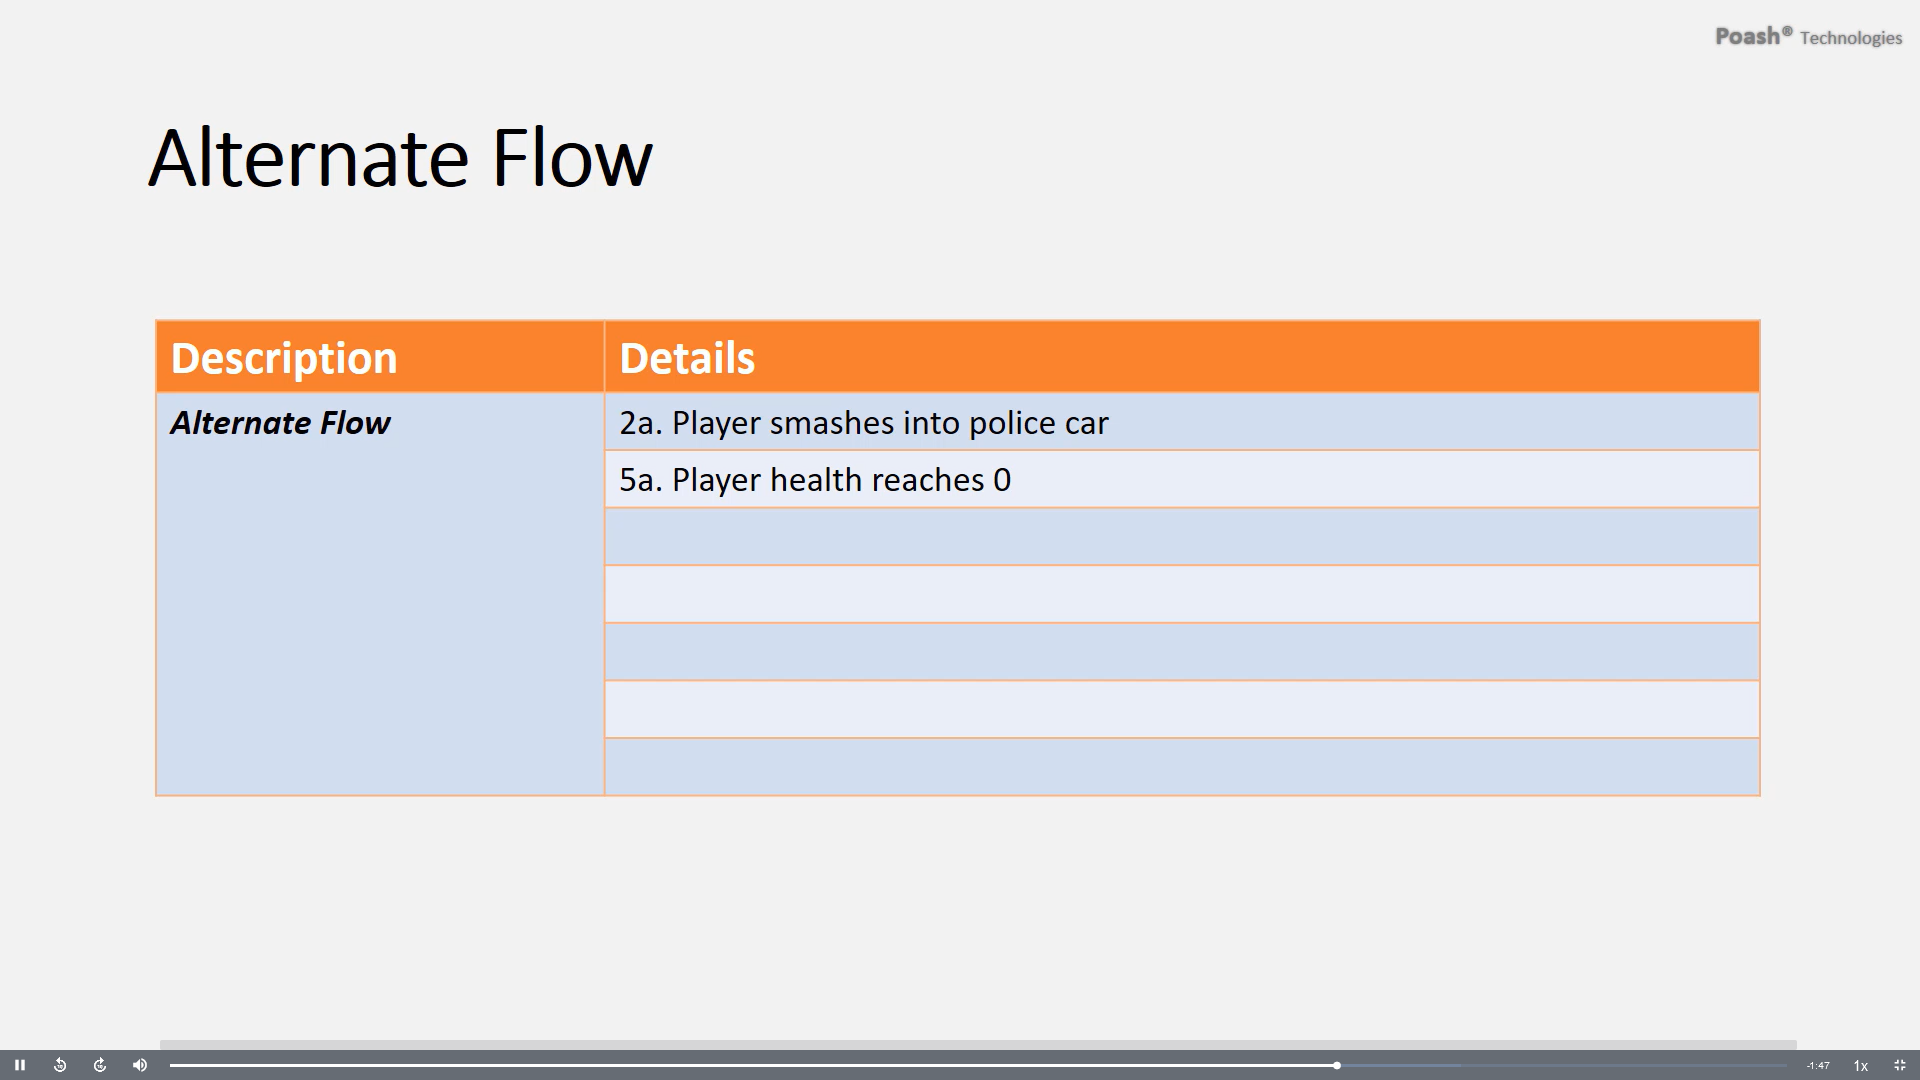 Poash® Technologies
Alternate Flow
Description Details
Alternate Flow 2a. Player smashes into police car
5a. Player health reaches 0
-1:47 1x